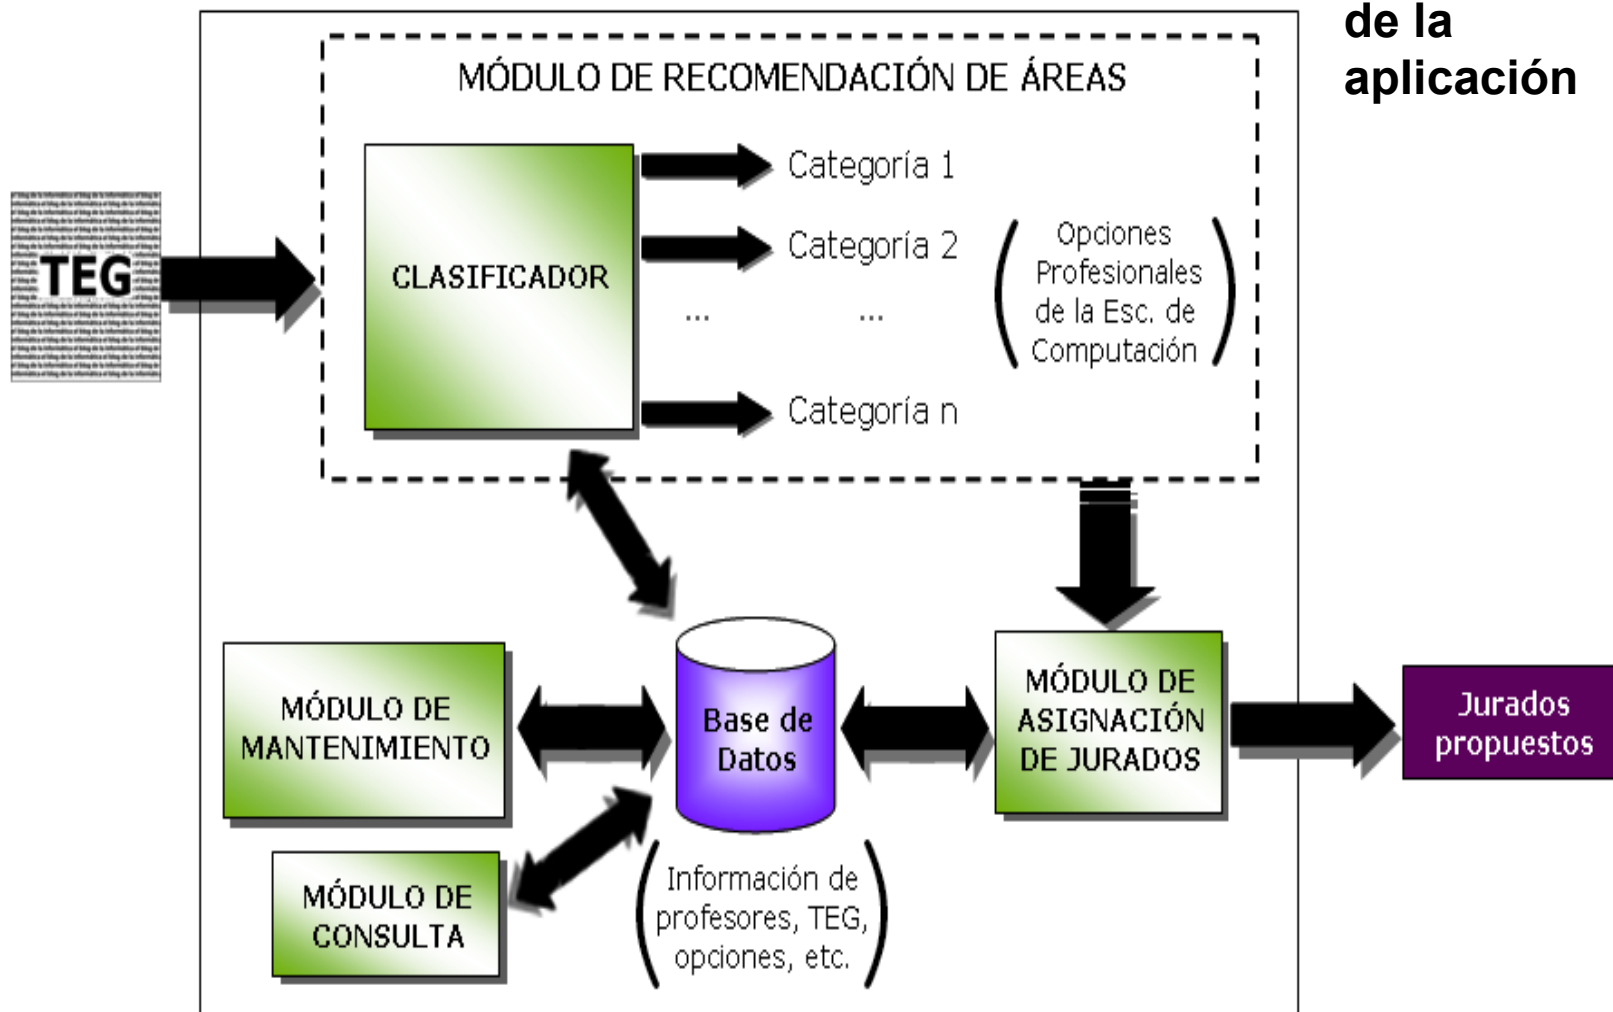 de la
aplicación
MÓDULO DE RECOMENDACIÓN DE ÁREAS
TEG
CLASIFICADOR
Categoría 1
Categoría 2
... ...
Categoría n
Opciones
Profesionales
de la Esc. de
Computación
MÓDULO DE
MANTENIMIENTO
Base de
Datos
MÓDULO DE
ASIGNACIÓN
DE JURADOS
Jurados
propuestos
MÓDULO DE
CONSULTA
Información de
profesores, TEG,
opciones, etc.